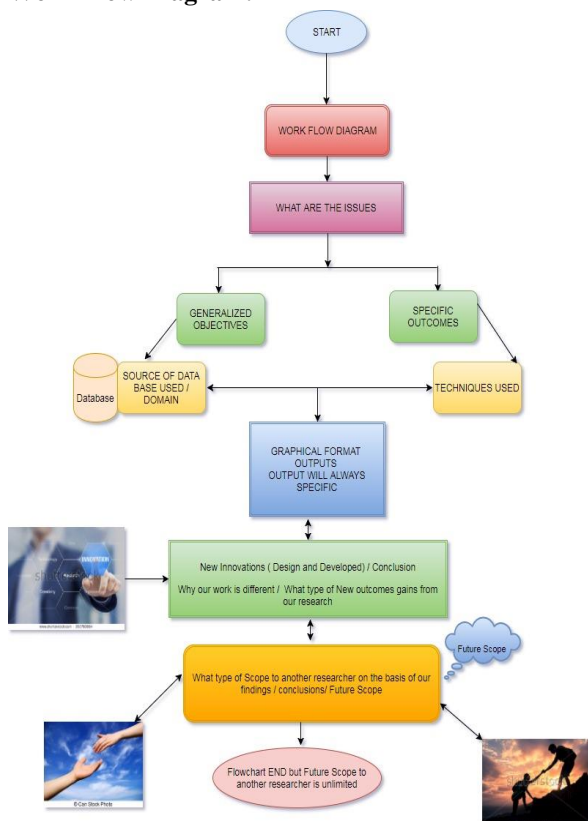 START
WORK FLOW DIAGRAM
WHAT ARE THE ISSUES
GENERALIZED
OBJECTIVES
SPECIFIC
OUTCOMES
Database
SOURCE OF DATA
BASE USED /
DOMAIN
TECHNIQUES USED
GRAPHICAL FORMAT
OUTPUTS
OUTPUT WILL ALWAYS
SPECIFIC
INNOVATION
New Innovations ( Design and Developed) / Conclusion
Why our work is different / What type of New outcomes gains from
our research
Future Scope
What type of Scope to another researcher on the basis of our
findings / conclusions/ Future Scope
© Can Stock Photo
Flowchart END but Future Scope to
another researcher is unlimited